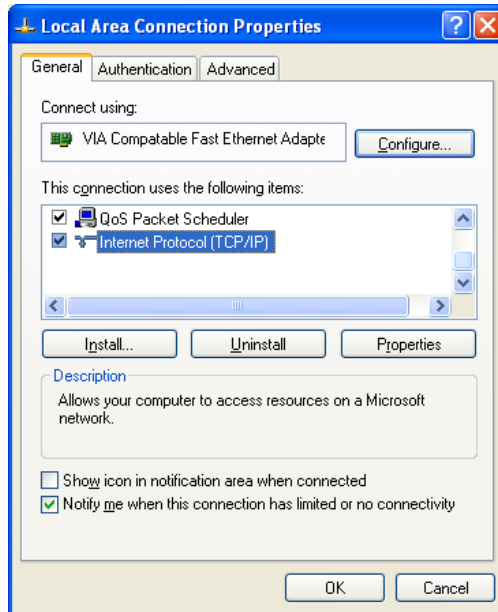 Local Area Connection Properties
General Authentication Advanced
Connect using:
VIA Compatable Fast Ethernet Adapte
Configure...
This connection uses the following items:
QoS Packet Scheduler
Internet Protocol (TCP/IP)
Install... Uninstall Properties
Description
Allows your computer to access resources on a Microsoft
network.
Show icon in notification area when connected
Notify me when this connection has limited or no connectivity
OK Cancel